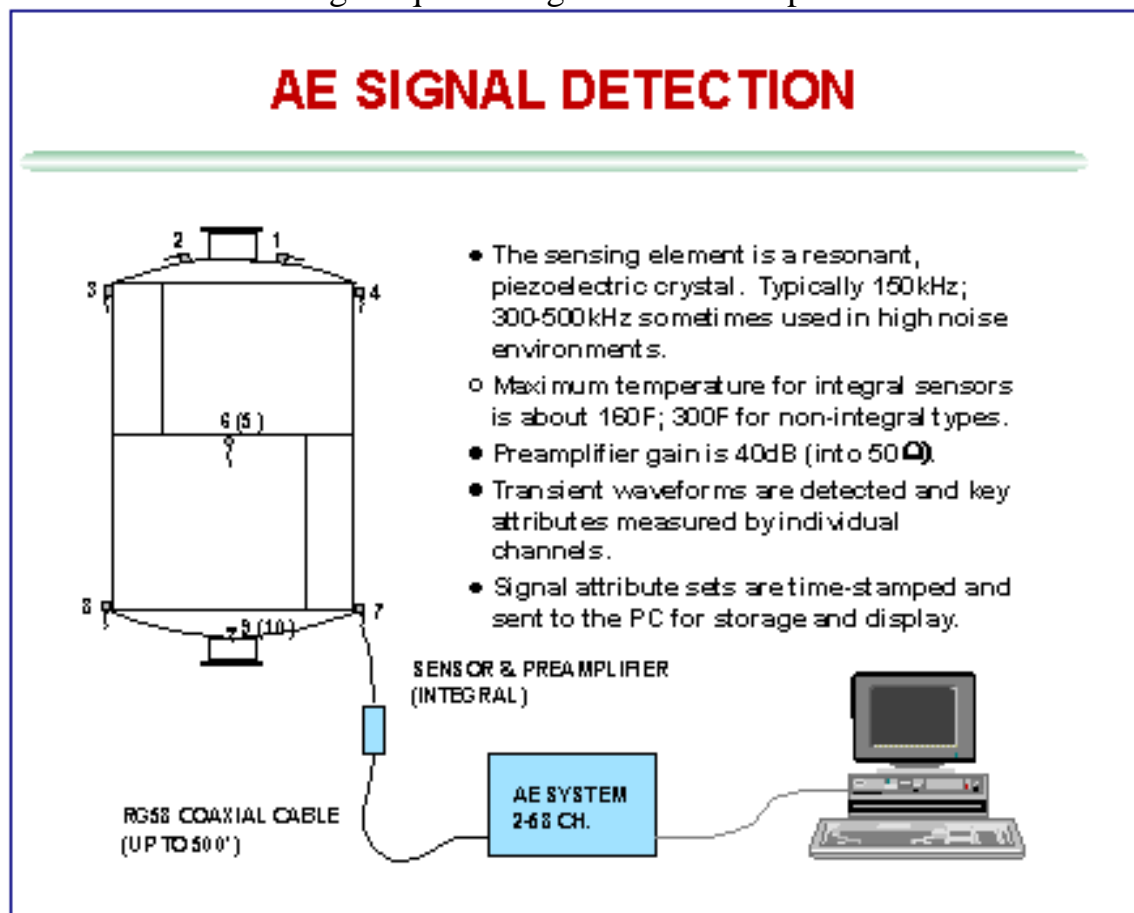 AE SIGNAL DETECTION
2 1
3 4
6 (5)
8 7
9 (10)
● The sensing element is a resonant,
piezoelectric crystal. Typically 150kHz;
300-500kHz sometimes used in high noise
environments.
○ Maximum temperature for integral sensors
is about 160F; 300F for non-integral types.
● Preamplifier gain is 40dB (into 50Ω).
● Transient waveforms are detected and key
attributes measured by individual
channels.
● Signal attribute sets are time-stamped and
sent to the PC for storage and display.
SENSOR & PREAMPLIFIER
(INTEGRAL)
RG58 COAXIAL CABLE
(UP TO 500')
AE SYSTEM
CH.